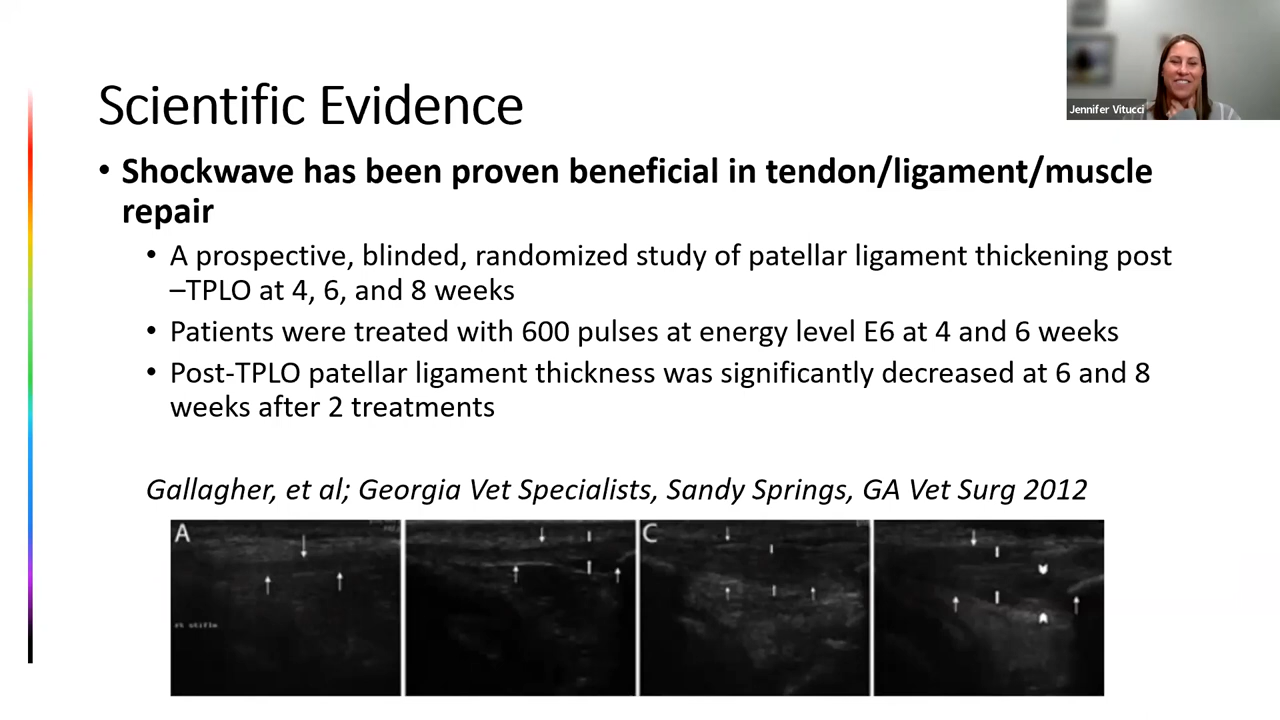 Jennifer Vitucci
Scientific Evidence
• Shockwave has been proven beneficial in tendon/ligament/muscle
repair
• A prospective, blinded, randomized study of patellar ligament thickening post
–TPLO at 4, 6, and 8 weeks
• Patients were treated with 600 pulses at energy level E6 at 4 and 6 weeks
• Post-TPLO patellar ligament thickness was significantly decreased at 6 and 8
weeks after 2 treatments
Gallagher, et al; Georgia Vet Specialists, Sandy Springs, GA Vet Surg 2012
A
C
rt stifle